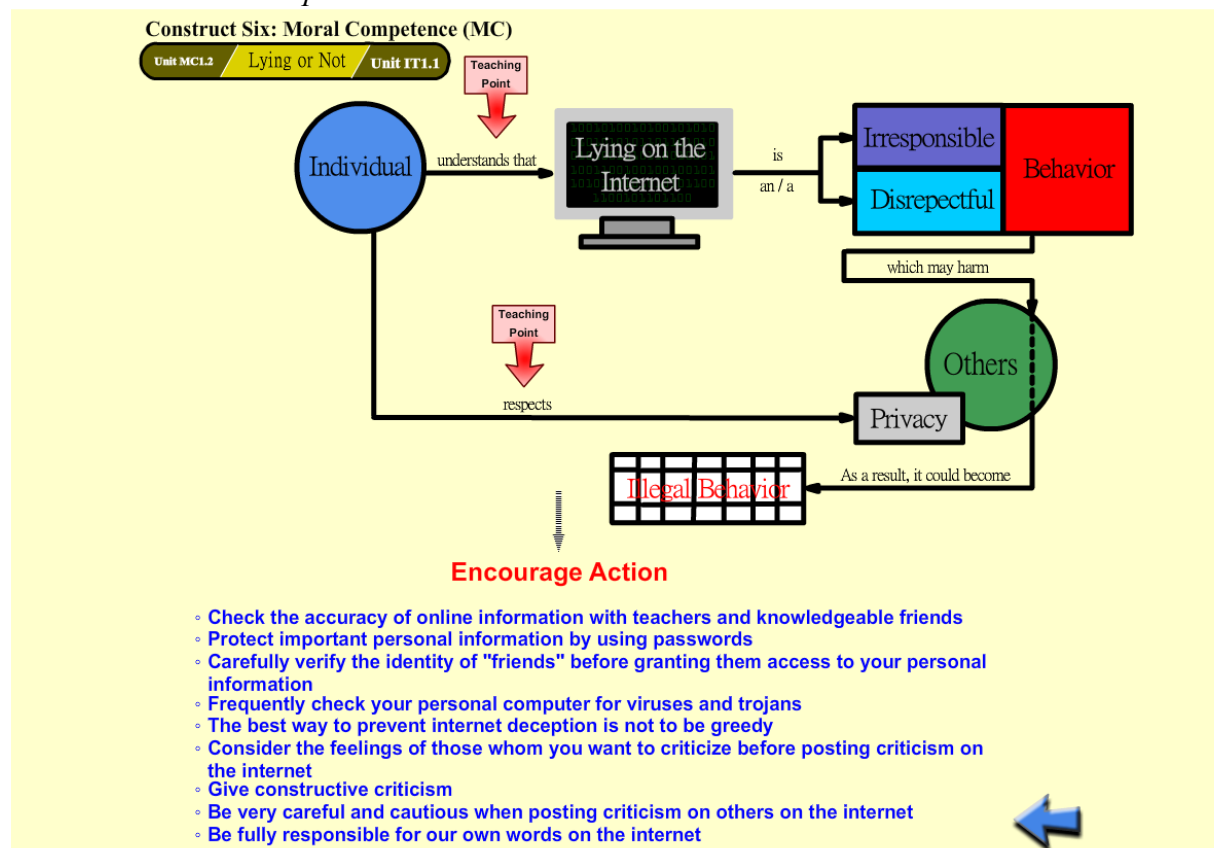 Construct Six: Moral Competence (MC)
Unit MC1.2
Lying or Not
Unit IT1.1
Teaching
Point
Individual
understands that
Lying on the
Internet
is
an / a
Irresponsible
Disrepectful
Behavior
which may harm
Teaching
Point
Others
respects
Privacy
As a result, it could become
Illegal Behavior
Encourage Action
◦ Check the accuracy of online information with teachers and knowledgeable friends
◦ Protect important personal information by using passwords
◦ Carefully verify the identity of "friends" before granting them access to your personal
information
◦ Frequently check your personal computer for viruses and trojans
◦ The best way to prevent internet deception is not to be greedy
◦ Consider the feelings of those whom you want to criticize before posting criticism on
the internet
◦ Give constructive criticism
◦ Be very careful and cautious when posting criticism on others on the internet
◦ Be fully responsible for our own words on the internet